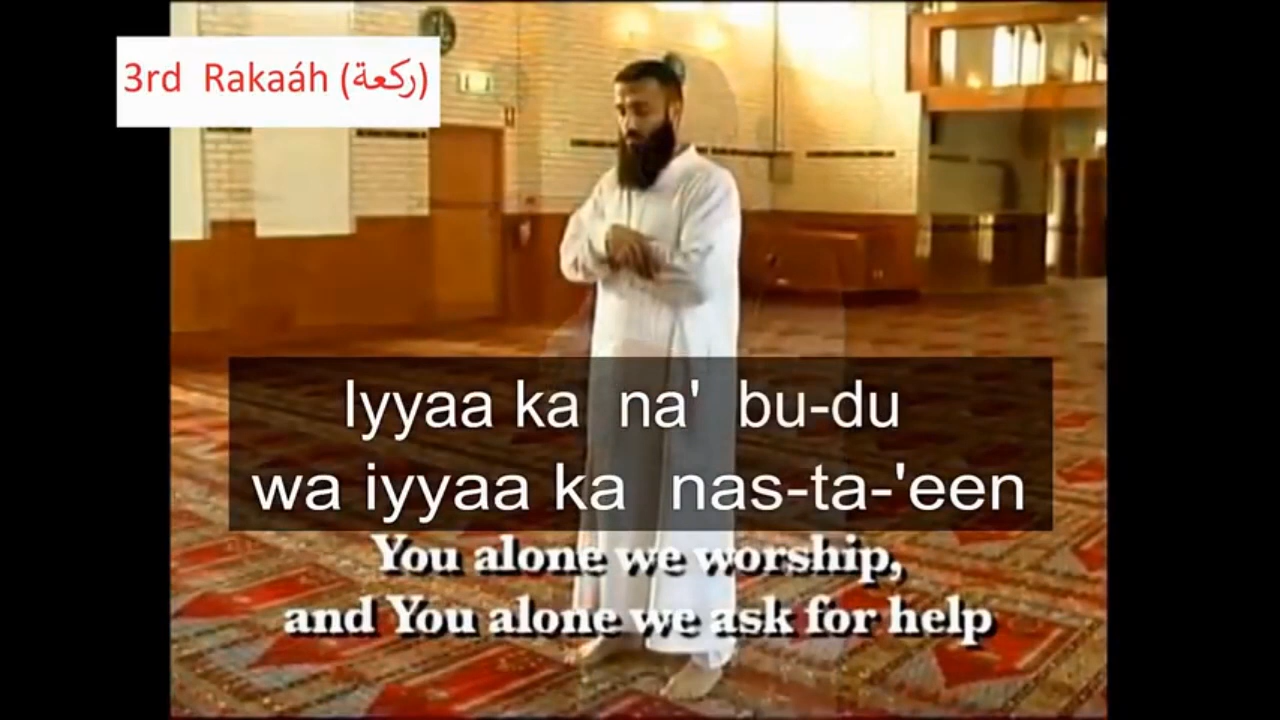 3rd Rakaáh (ركعة)
Iyyaa ka na' bu-du
wa iyyaa ka nas-ta-'een
You alone we worship,
and You alone we ask for help